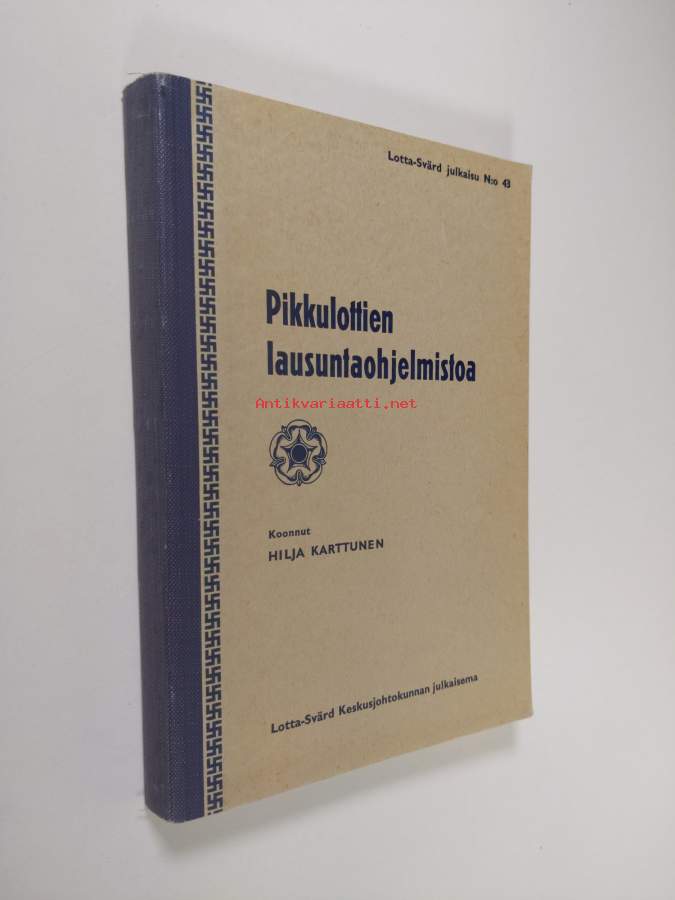 Lotta-Svärd julkaisu N:o 43
Pikkulottien
lausuntaohjelmistoa
Antikvariaatti.net
Koonnut
HILJA KARTTUNEN
Lotta-Svärd Keskusjohtokunnan julkaisema